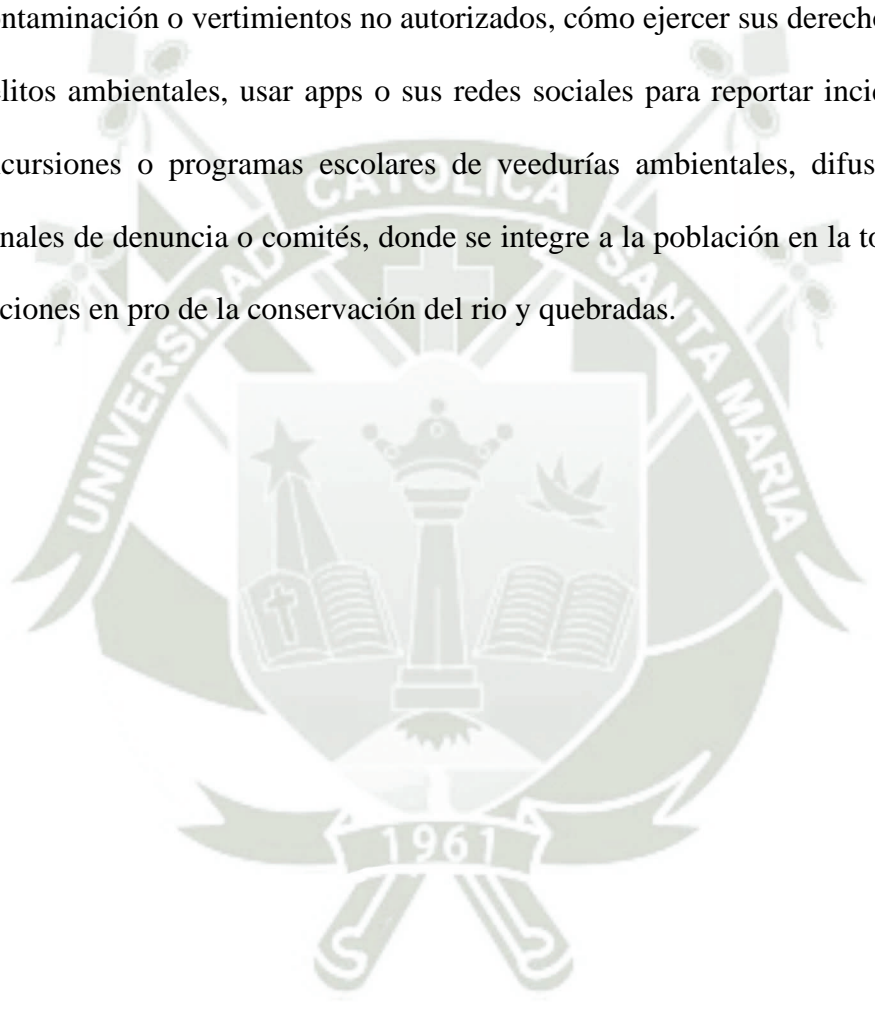 ontaminación o vertimientos no autorizados, cómo ejercer sus derecho
litos ambientales, usar apps o sus redes sociales para reportar inci
cursiones o programas escolares de veedurías ambientales, difus
nales de denuncia o comités, donde se integre a la población en la to
ciones en pro de la conservación del rio y quebradas.
UNIVERSIDAD CATOLICA SANTA MARIA
1961